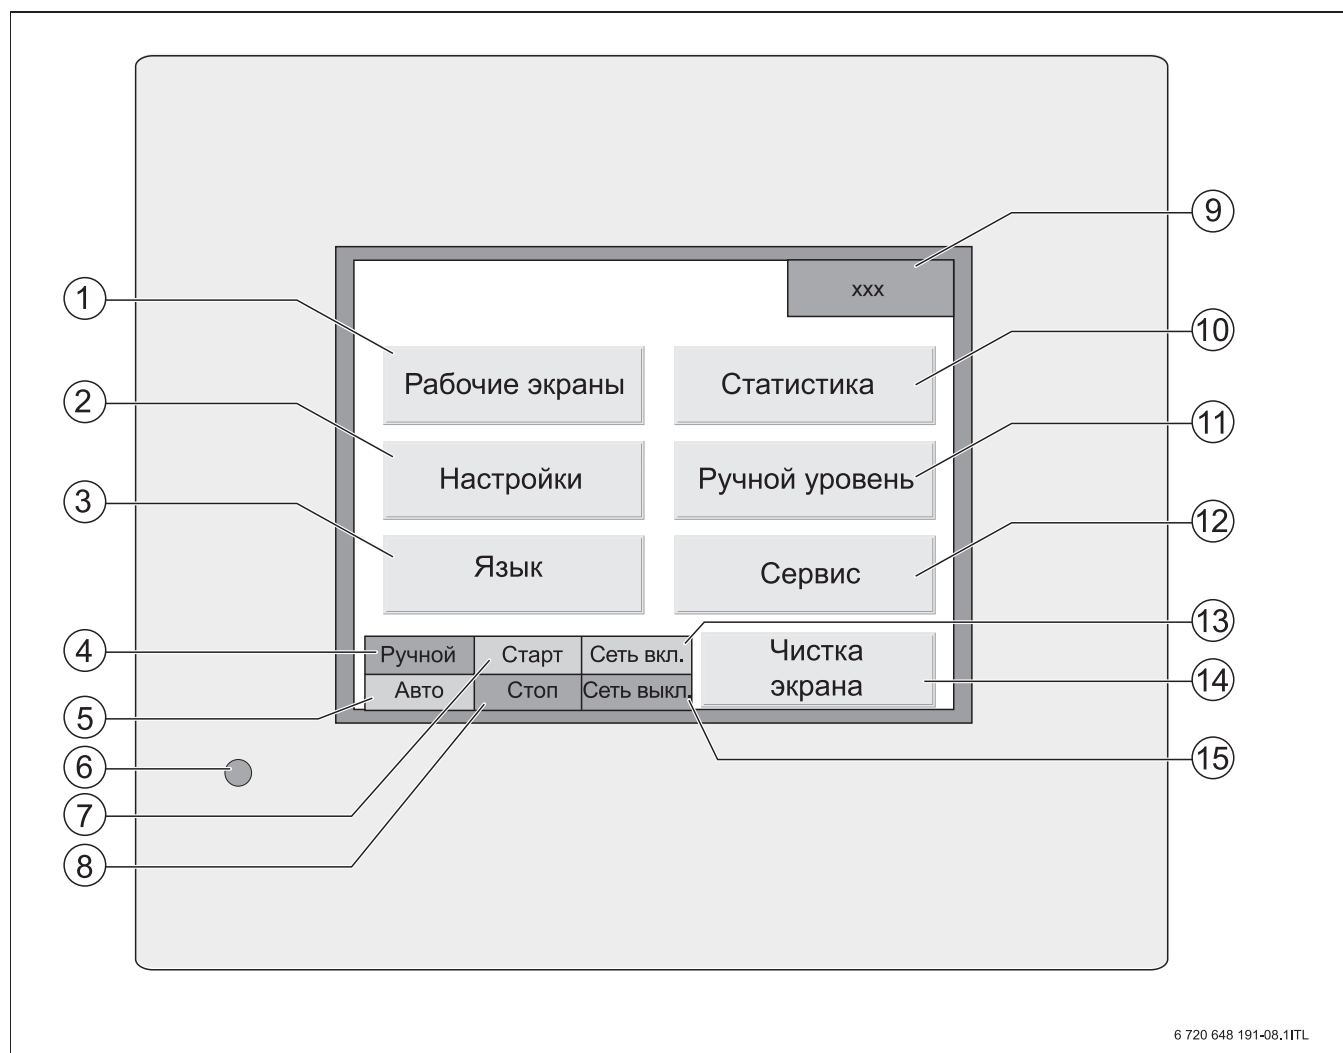 9
xxx
1
10
Рабочие экраны
Статистика
2
11
Настройки
Ручной уровень
3
12
Язык
Сервис
13
4
Ручной
Старт
Сеть вкл.
Чистка
экрана
Авто
Стоп
Сеть выкл.
14
5
6
15
7
8
6 720 648 191-08.1ITL